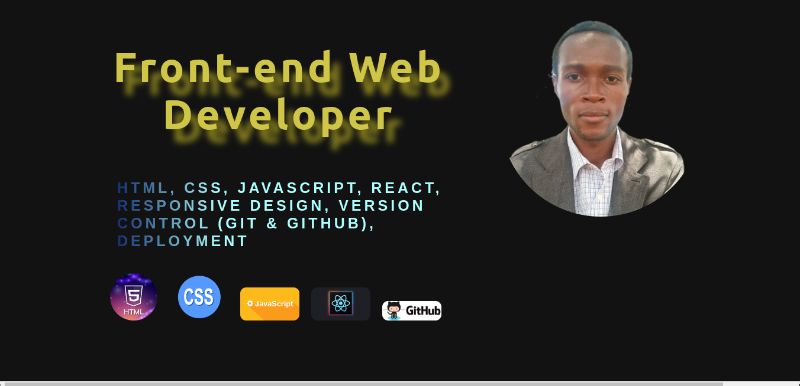 Front-end Web
Developer
HTML, CSS, JAVASCRIPT, REACT,
RESPONSIVE DESIGN, VERSION
CONTROL (GIT & GITHUB),
DEPLOYMENT
HTML
CSS
JavaScript
GitHub